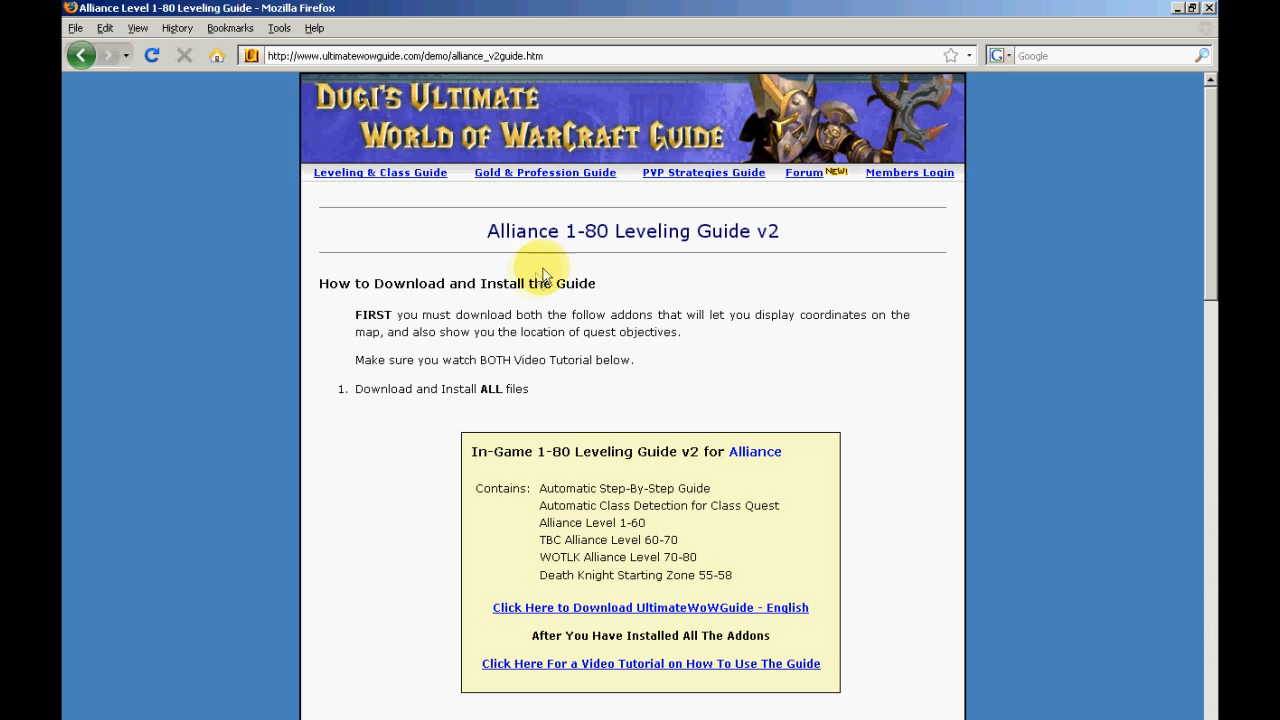 Alliance Level 1-80 Leveling Guide - Mozilla Firefox
File Edit View History Bookmarks Tools Help
http://www.ultimatewowguide.com/demo/alliance_v2guide.htm
G Google
Dugi's Ultimate
World of WarCraft Guide
Leveling & Class Guide Gold & Profession Guide PVP Strategies Guide Forum NEW! Members Login
Alliance 1-80 Leveling Guide v2
How to Download and Install the Guide
FIRST you must download both the follow addons that will let you display coordinates on the
map, and also show you the location of quest objectives.
Make sure you watch BOTH Video Tutorial below.
1. Download and Install ALL files
In-Game 1-80 Leveling Guide v2 for Alliance
Contains: Automatic Step-By-Step Guide
Automatic Class Detection for Class Quest
Alliance Level 1-60
TBC Alliance Level 60-70
WOTLK Alliance Level 70-80
Death Knight Starting Zone 55-58
Click Here to Download UltimateWoWGuide - English
After You Have Installed All The Addons
Click Here For a Video Tutorial on How To Use The Guide